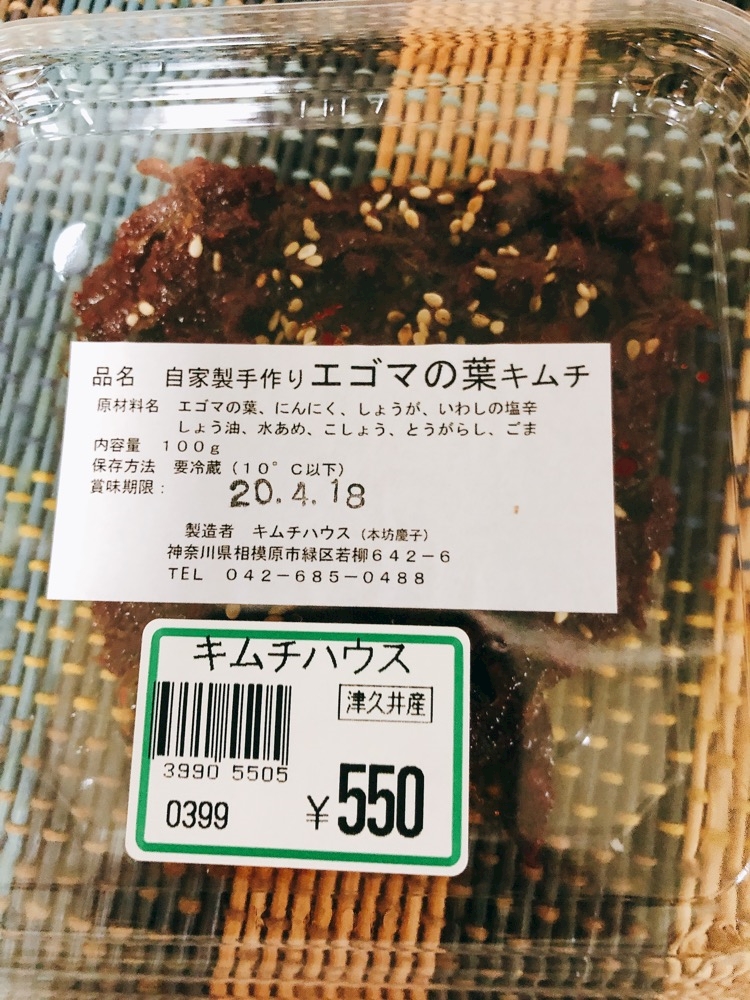 品名 自家製手作りエゴマの葉キムチ
原材料名 エゴマの葉、にんにく、しょうが、いわしの塩辛
しょう油、水あめ、こしょう、とうがらし、ごま
内容量 １００ｇ
保存方法 要冷蔵（１０°Ｃ以下）
賞味期限： 20.4.18
製造者 キムチハウス（本坊慶子）
神奈川県相模原市緑区若柳６４２－６
ＴＥＬ ０４２－６８５－０４８８
キムチハウス
津久井産
3990 5505
0399 ￥550